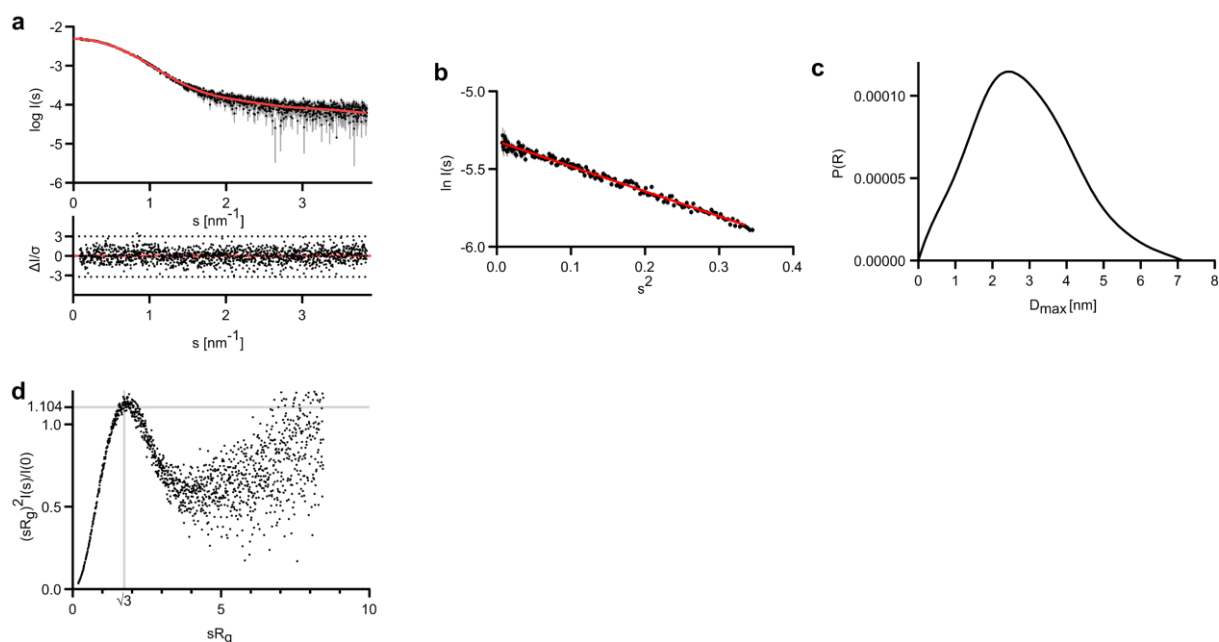 a
-2
-3
-4
-5
-6
log I(s)
0 1 2 3
s [nm⁻¹]
3
0
-3
ΔI/σ
0 1 2 3
s [nm⁻¹]
b
-5.0
-5.5
-6.0
ln I(s)
0.0 0.1 0.2 0.3 0.4
s²
c
0.00010
0.00005
0.00000
P(R)
0 1 2 3 4 5 6 7 8
D_max [nm]
d
1.104
1.0
0.5
0.0
(sR_g)² I(s)/I(0)
0 √3 5 10
sR_g